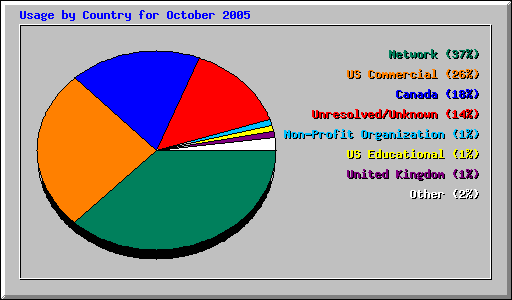 Usage by Country for October 2005
Network (37%)
US Commercial (26%)
Canada (18%)
Unresolved/Unknown (14%)
Non-Profit Organization (1%)
US Educational (1%)
United Kingdom (1%)
Other (2%)